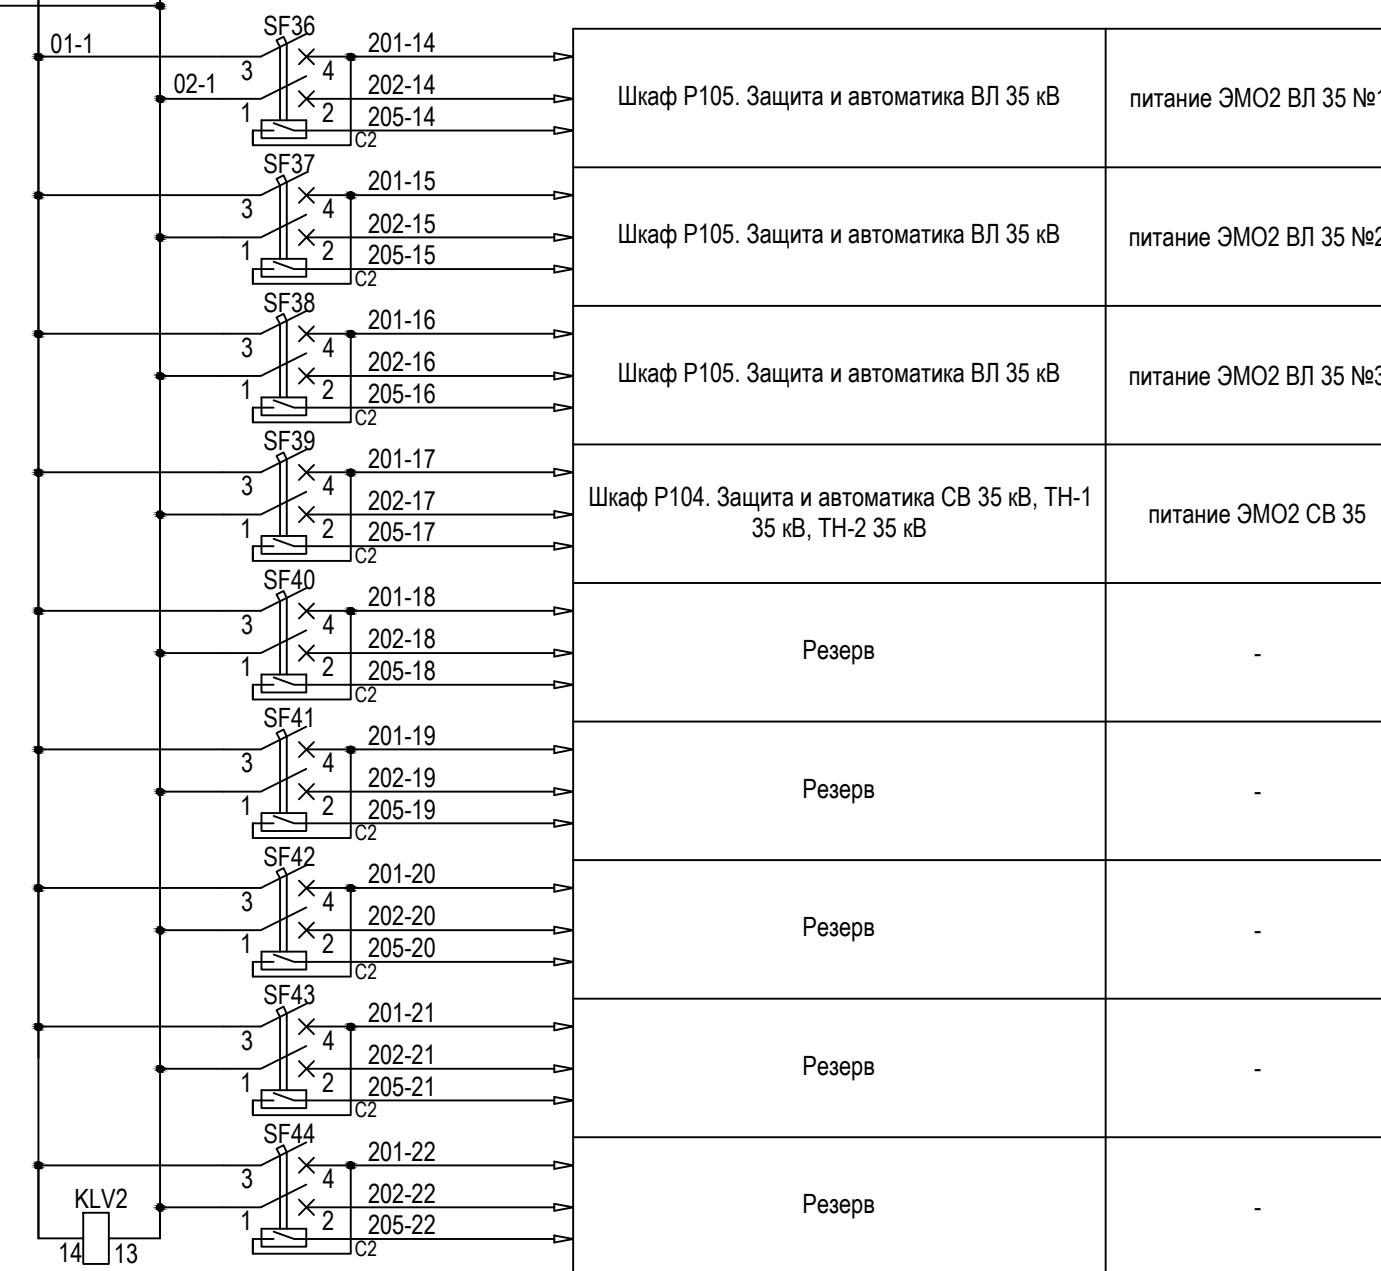 SF36
01-1
201-14
3
4
02-1
202-14
1
2
205-14
C2
Шкаф Р105. Защита и автоматика ВЛ 35 кВ
питание ЭМО2 ВЛ 35 №1
SF37
201-15
3
4
202-15
1
2
205-15
C2
Шкаф Р105. Защита и автоматика ВЛ 35 кВ
питание ЭМО2 ВЛ 35 №2
SF38
201-16
3
4
202-16
1
2
205-16
C2
Шкаф Р105. Защита и автоматика ВЛ 35 кВ
питание ЭМО2 ВЛ 35 №3
SF39
201-17
3
4
202-17
1
2
205-17
C2
Шкаф Р104. Защита и автоматика СВ 35 кВ, ТН-1
35 кВ, ТН-2 35 кВ
питание ЭМО2 СВ 35
SF40
201-18
3
4
202-18
1
2
205-18
C2
Резерв
-
SF41
201-19
3
4
202-19
1
2
205-19
C2
Резерв
-
SF42
201-20
3
4
202-20
1
2
205-20
C2
Резерв
-
SF43
201-21
3
4
202-21
1
2
205-21
C2
Резерв
-
SF44
201-22
3
4
202-22
1
2
205-22
C2
Резерв
-
KLV2
14
13